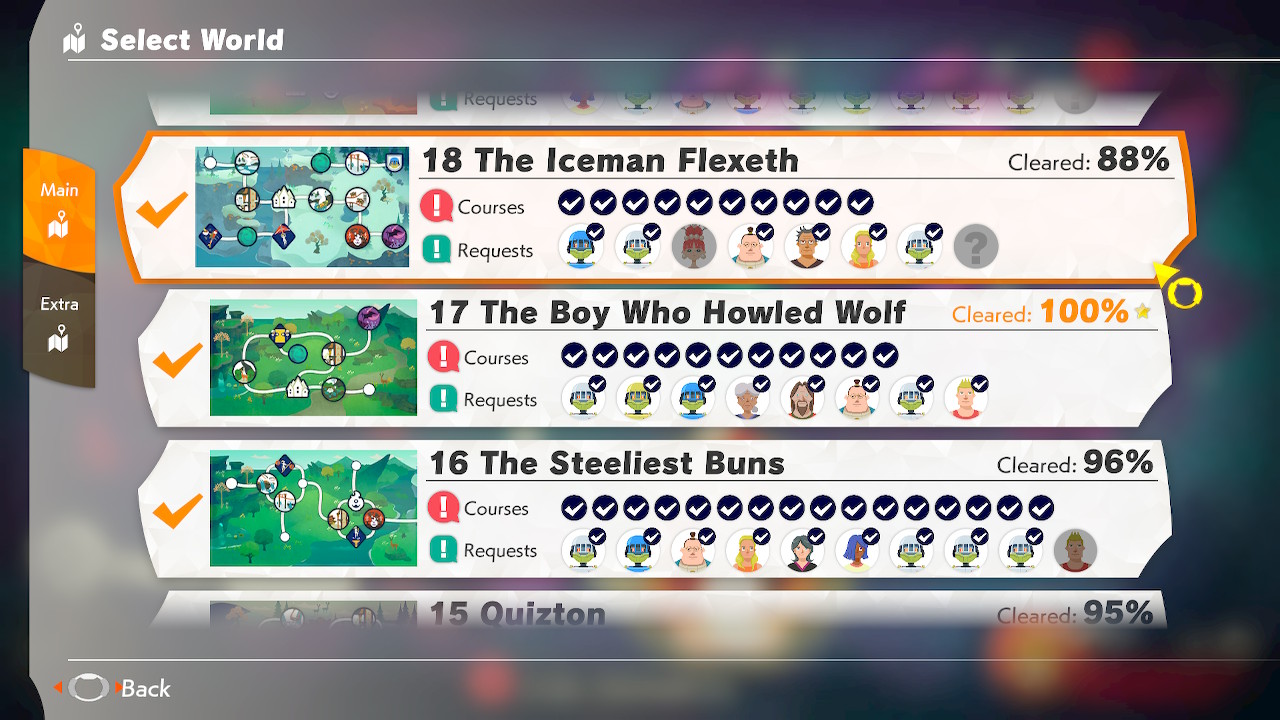 Select World
Requests
?
Main
Extra
18 The Iceman Flexeth
Cleared: 88%
! Courses
! Requests
?
17 The Boy Who Howled Wolf
Cleared: 100%
! Courses
! Requests
16 The Steeliest Buns
Cleared: 96%
! Courses
! Requests
15 Quizton
Cleared: 95%
Back